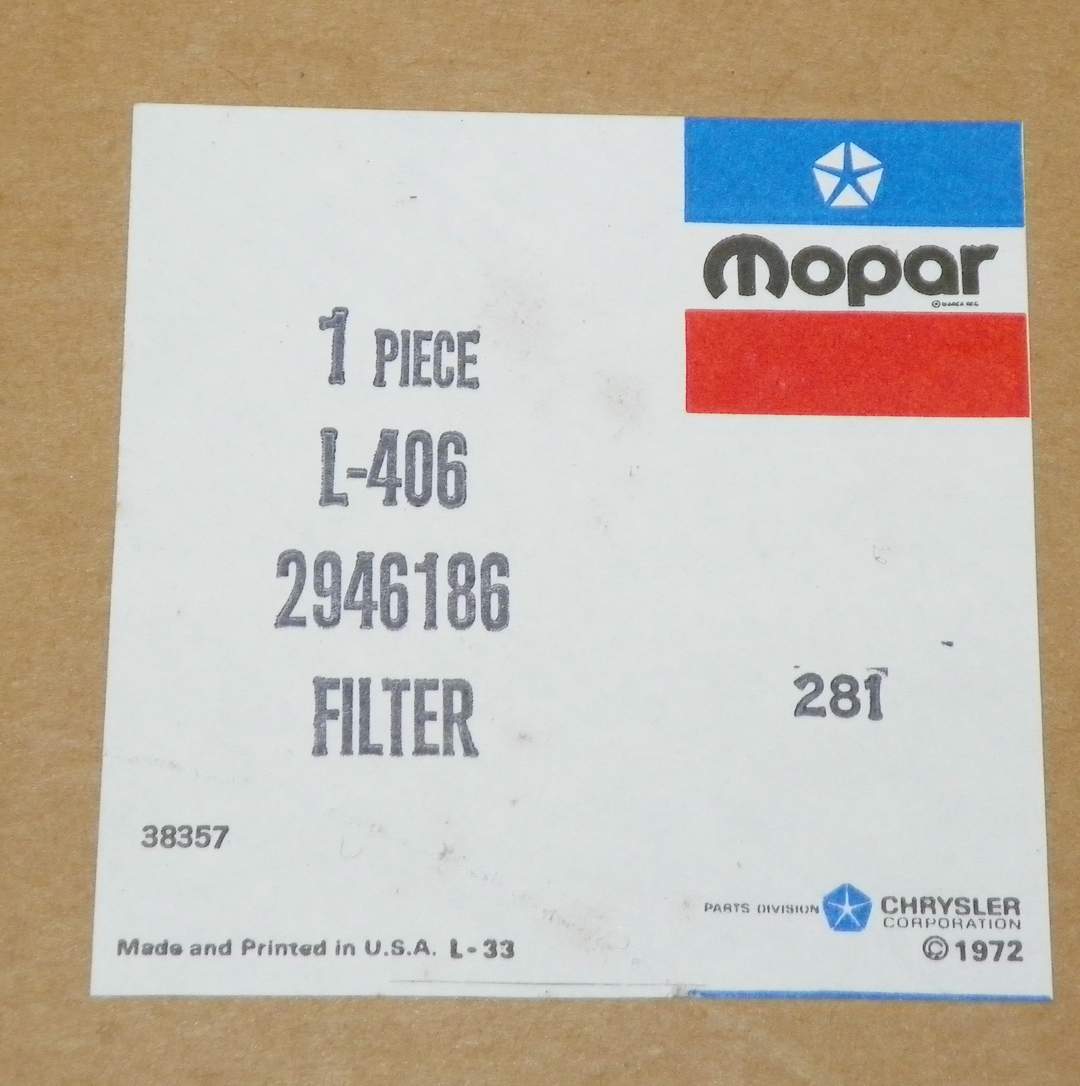 Mopar
1 PIECE
L-406
2946186
FILTER
281
38357
PARTS DIVISION CHRYSLER
CORPORATION
Made and Printed in U.S.A. L-33
© 1972